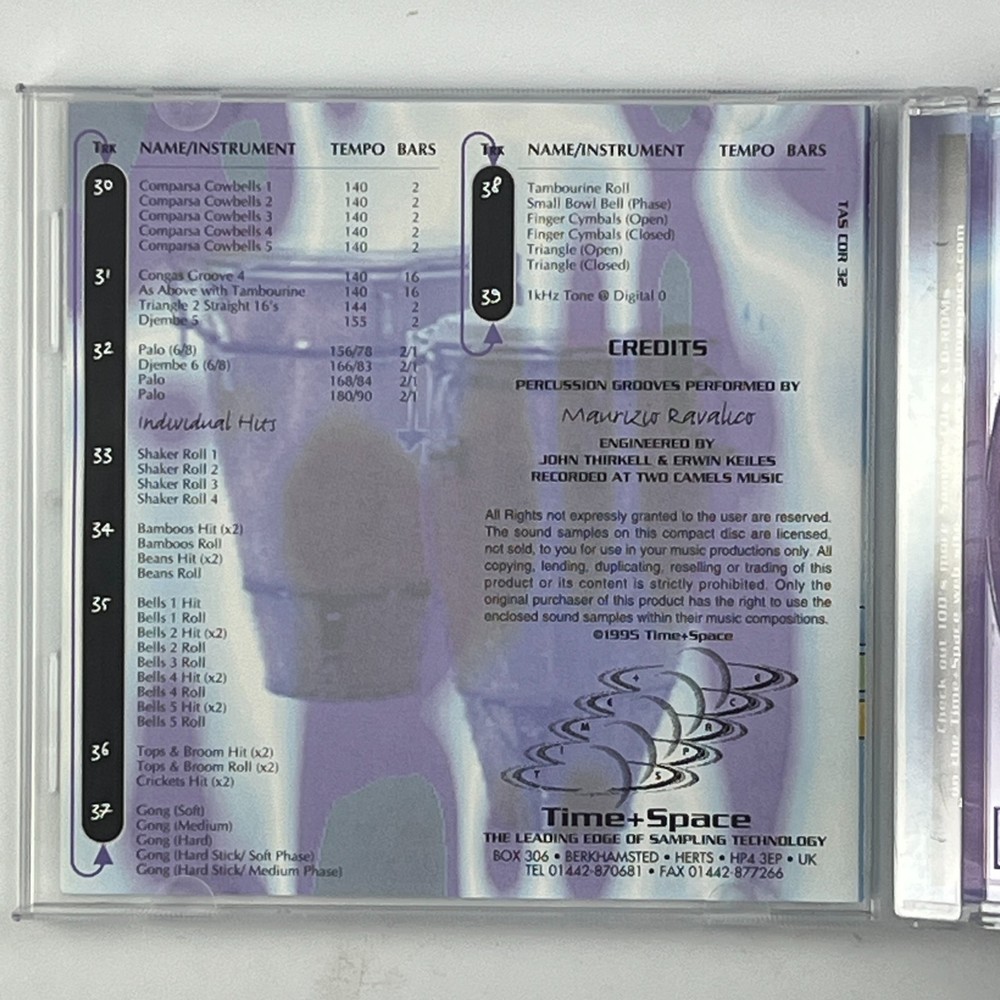 TRK NAME/INSTRUMENT TEMPO BARS
30 Comparsa Cowbells 1 140 2
Comparsa Cowbells 2 140 2
Comparsa Cowbells 3 140 2
Comparsa Cowbells 4 140 2
Comparsa Cowbells 5 140 2
31 Congas Groove 4 140 16
As Above with Tambourine 140 16
Triangle 2 Straight 16's 144 2
Djembe 5 155 2
32 Palo (6/8) 156/78 2/1
Djembe 6 (6/8) 166/83 2/1
Palo 168/84 2/1
Palo 180/90 2/1
Individual Hits
33 Shaker Roll 1
Shaker Roll 2
Shaker Roll 3
Shaker Roll 4
34 Bamboos Hit (x2)
Bamboos Roll
Beans Hit (x2)
Beans Roll
35 Bells 1 Hit
Bells 1 Roll
Bells 2 Hit (x2)
Bells 2 Roll
Bells 3 Roll
Bells 4 Hit (x2)
Bells 4 Roll
Bells 5 Hit (x2)
Bells 5 Roll
36 Tops & Broom Hit (x2)
Tops & Broom Roll (x2)
Crickets Hit (x2)
37 Gong (Soft)
Gong (Medium)
Gong (Hard)
Gong (Hard Stick/ Soft Phase)
Gong (Hard Stick/ Medium Phase)
TRK NAME/INSTRUMENT TEMPO BARS
38 Tambourine Roll
Small Bowl Bell (Phase)
Finger Cymbals (Open)
Finger Cymbals (Closed)
Triangle (Open)
Triangle (Closed)
39 1kHz Tone @ Digital 0
CREDITS
PERCUSSION GROOVES PERFORMED BY
Maurizio Ravalico
ENGINEERED BY
JOHN THIRKELL & ERWIN KEILES
RECORDED AT TWO CAMELS MUSIC
All Rights not expressly granted to the user are reserved.
The sound samples on this compact disc are licensed,
not sold, to you for use in your music productions only. All
copying, lending, duplicating, reselling or trading of this
product or its content is strictly prohibited. Only the
original purchaser of this product has the right to use the
enclosed sound samples within their music compositions.
©1995 Time+Space
T I M E + S P A C E
Time+Space
THE LEADING EDGE OF SAMPLING TECHNOLOGY
BOX 306 • BERKHAMSTED • HERTS • HP4 3EP • UK
TEL 01442-870681 • FAX 01442-877266
TAS CDR 32
Check out 100's more Sample CDs & CD-ROMs
on the Time+Space web